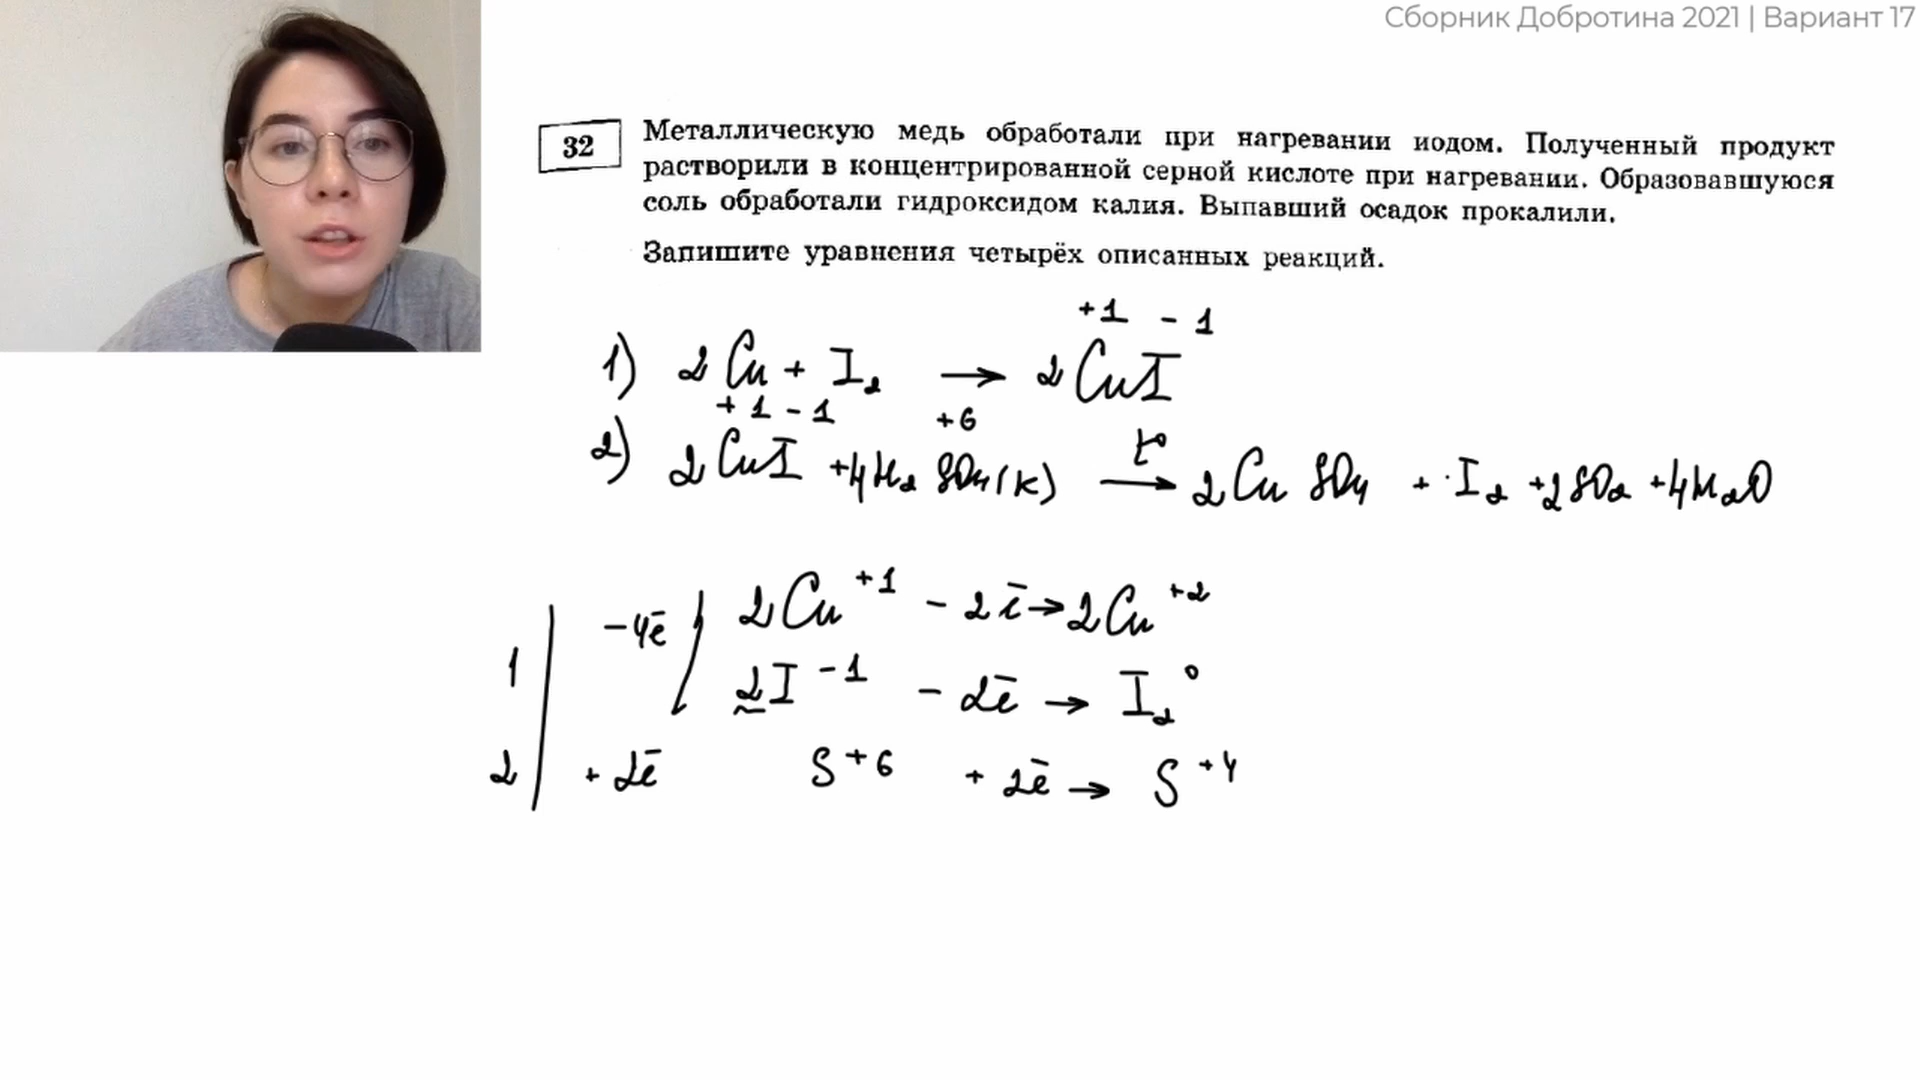 Сборник Добротина 2021 | Вариант 17
32
Металлическую медь обработали при нагревании иодом. Полученный продукт
растворили в концентрированной серной кислоте при нагревании. Образовавшуюся
соль обработали гидроксидом калия. Выпавший осадок прокалили.
Запишите уравнения четырёх описанных реакций.
+1 -1
1) 2Cu + I₂ → 2CuI
+1 -1 +6
t°
2) 2CuI + 4H₂SO₄(к) → 2CuSO₄ + I₂ + 2SO₂ + 4H₂O
-4ē 2Cu⁺¹ - 2ē → 2Cu⁺²
1
2I⁻¹ - 2ē → I₂⁰
2 +2ē S⁺⁶ + 2ē → S⁺⁴